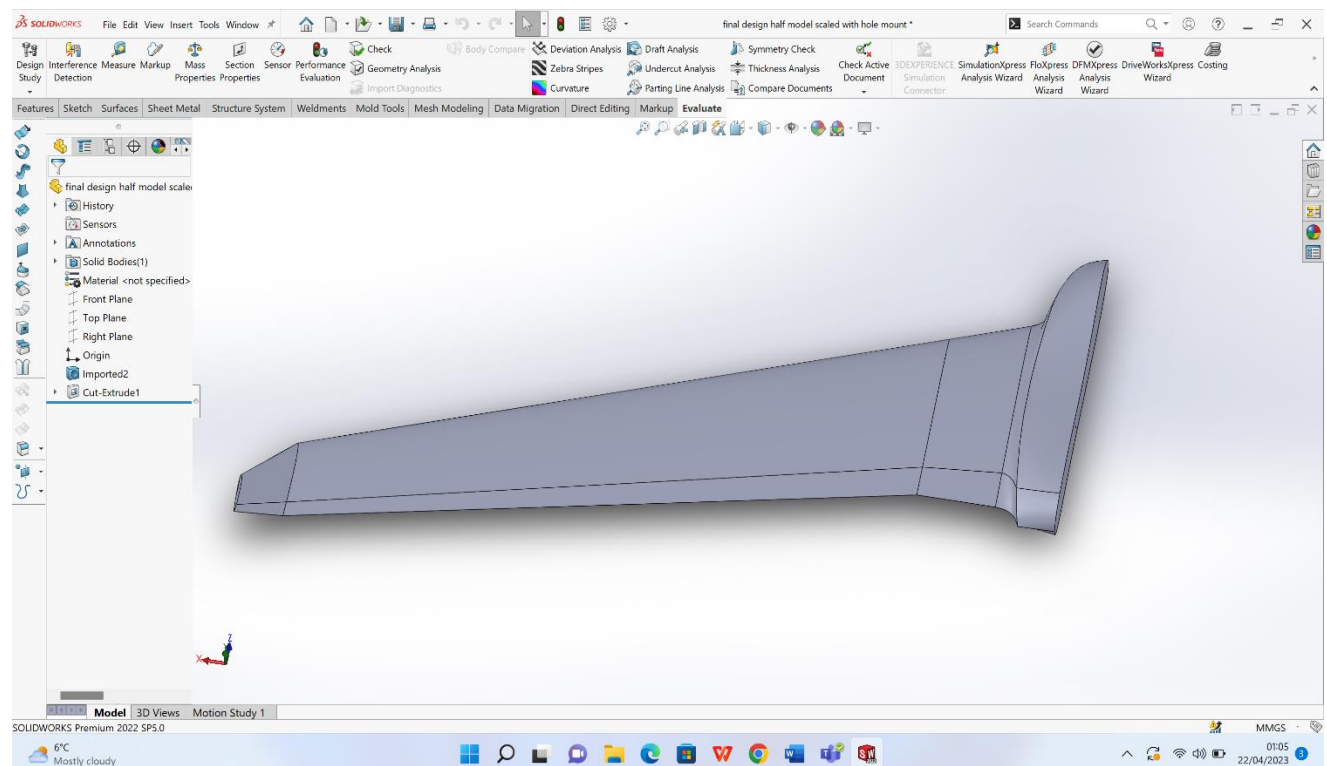 SOLIDWORKS File Edit View Insert Tools Window final design half model scaled with hole mount * Search Commands
Design Study Interference Detection Measure Markup Mass Properties Section Properties Sensor Performance Evaluation Check Geometry Analysis Import Diagnostics Body Compare Deviation Analysis Zebra Stripes Curvature Draft Analysis Undercut Analysis Parting Line Analysis Symmetry Check Thickness Analysis Compare Documents Check Active Document 3DEXPERIENCE Simulation Connector SimulationXpress Analysis Wizard FloXpress Analysis Wizard DFMXpress Analysis Wizard DriveWorksXpress Wizard Costing
Features Sketch Surfaces Sheet Metal Structure System Weldments Mold Tools Mesh Modeling Data Migration Direct Editing Markup Evaluate
final design half model scale
History
Sensors
Annotations
Solid Bodies(1)
Material <not specified>
Front Plane
Top Plane
Right Plane
Origin
Imported2
Cut-Extrude1
Z
X
Model 3D Views Motion Study 1
SOLIDWORKS Premium 2022 SP5.0 MMGS
6°C
Mostly cloudy
01:05
22/04/2023
3